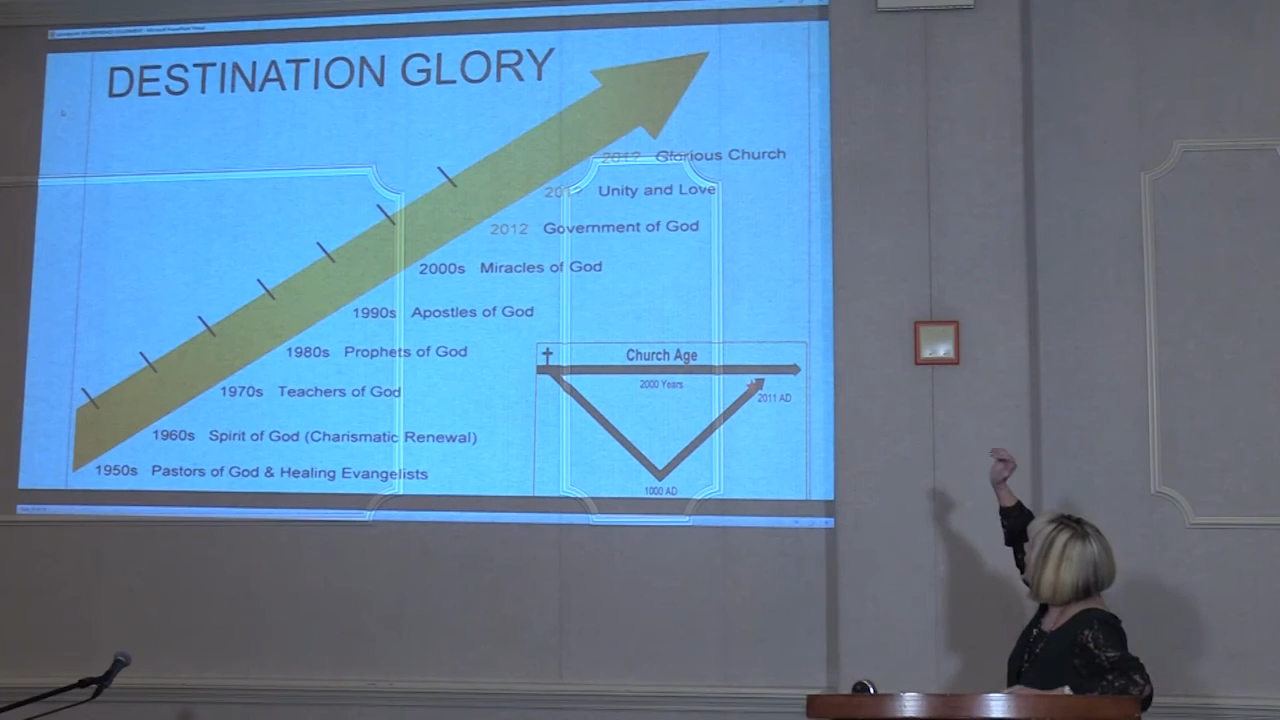 DESTINATION GLORY
201? Glorious Church
201? Unity and Love
2012 Government of God
2000s Miracles of God
1990s Apostles of God
1980s Prophets of God
1970s Teachers of God
1960s Spirit of God (Charismatic Renewal)
1950s Pastors of God & Healing Evangelists
Church Age
2000 Years
2011 AD
1000 AD